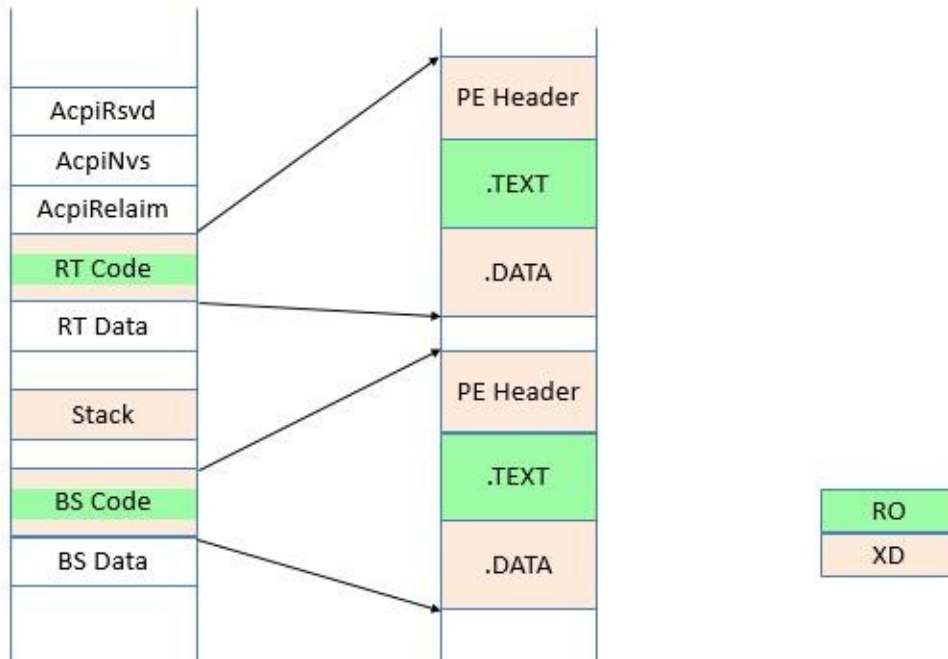 AcpiRsvd
AcpiNvs
AcpiRelaim
RT Code
RT Data
Stack
BS Code
BS Data
PE Header
.TEXT
.DATA
PE Header
.TEXT
.DATA
RO
XD